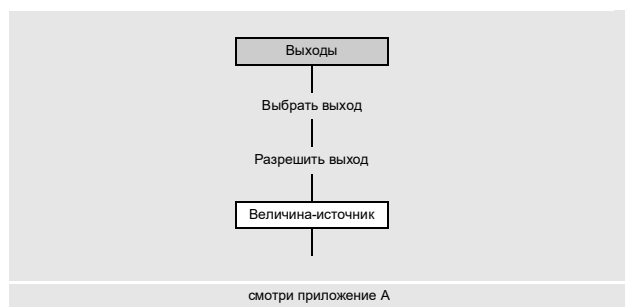 Выходы
Выбрать выход
Разрешить выход
Величина-источник
смотри приложение А